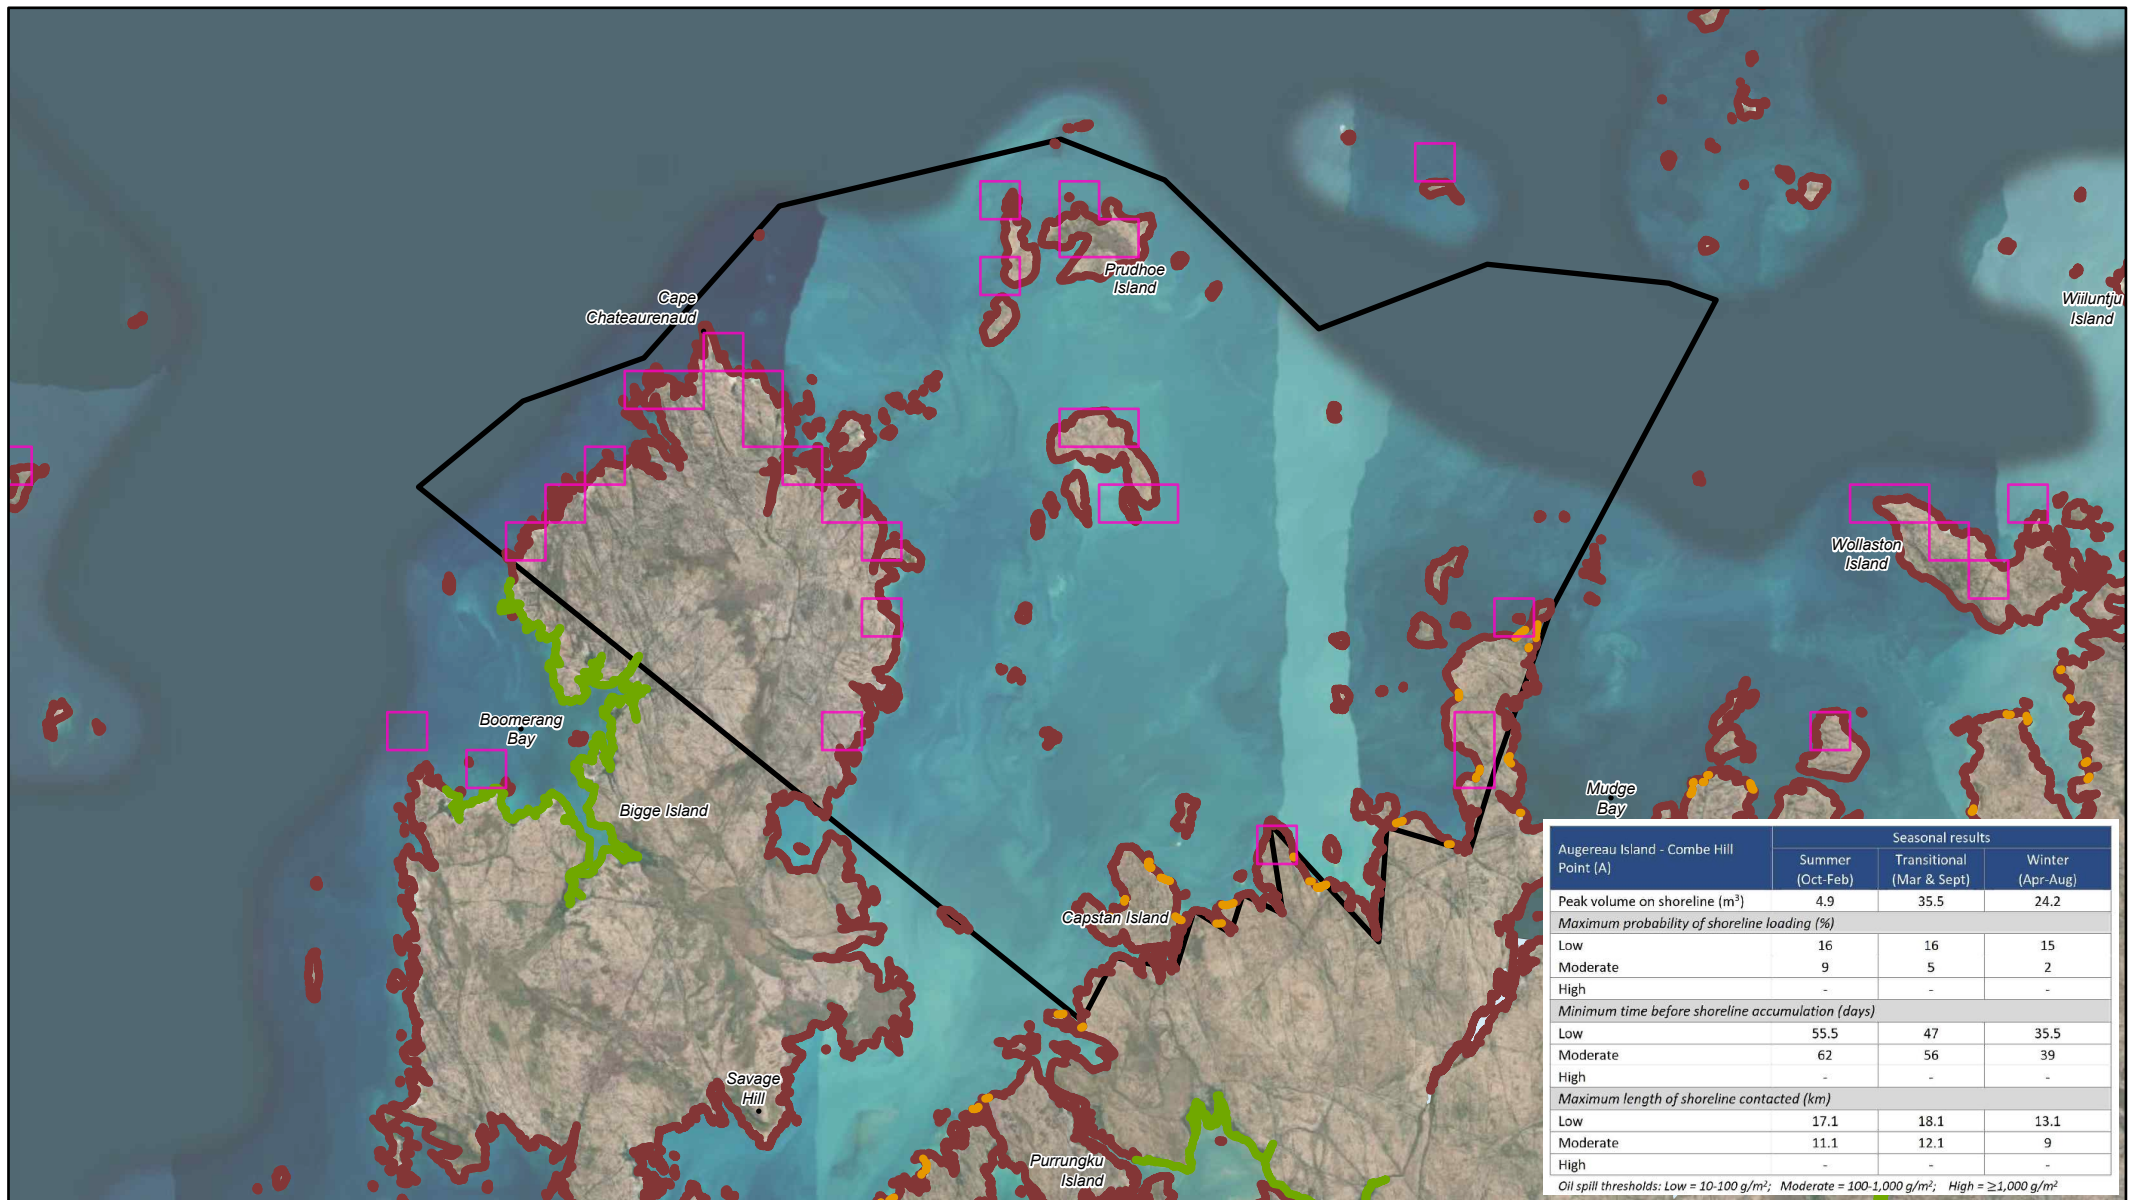 Prudhoe
Island
Cape
Chateaurenaud
Wiiluntju
Island
Wollaston
Island
Boomerang
Bay
Mudge
Bay
Bigge Island
Capstan Island
Savage
Hill
Purrungku
Island
Augereau Island - Combe Hill
Point (A)
Seasonal results
Summer
(Oct-Feb)
Transitional
(Mar & Sept)
Winter
(Apr-Aug)
Peak volume on shoreline (m³) 4.9 35.5 24.2
Maximum probability of shoreline loading (%)
Low 16 16 15
Moderate 9 5 2
High - - -
Minimum time before shoreline accumulation (days)
Low 55.5 47 35.5
Moderate 62 56 39
High - - -
Maximum length of shoreline contacted (km)
Low 17.1 18.1 13.1
Moderate 11.1 12.1 9
High - - -
Oil spill thresholds: Low = 10-100 g/m²; Moderate = 100-1,000 g/m²; High = ≥1,000 g/m²